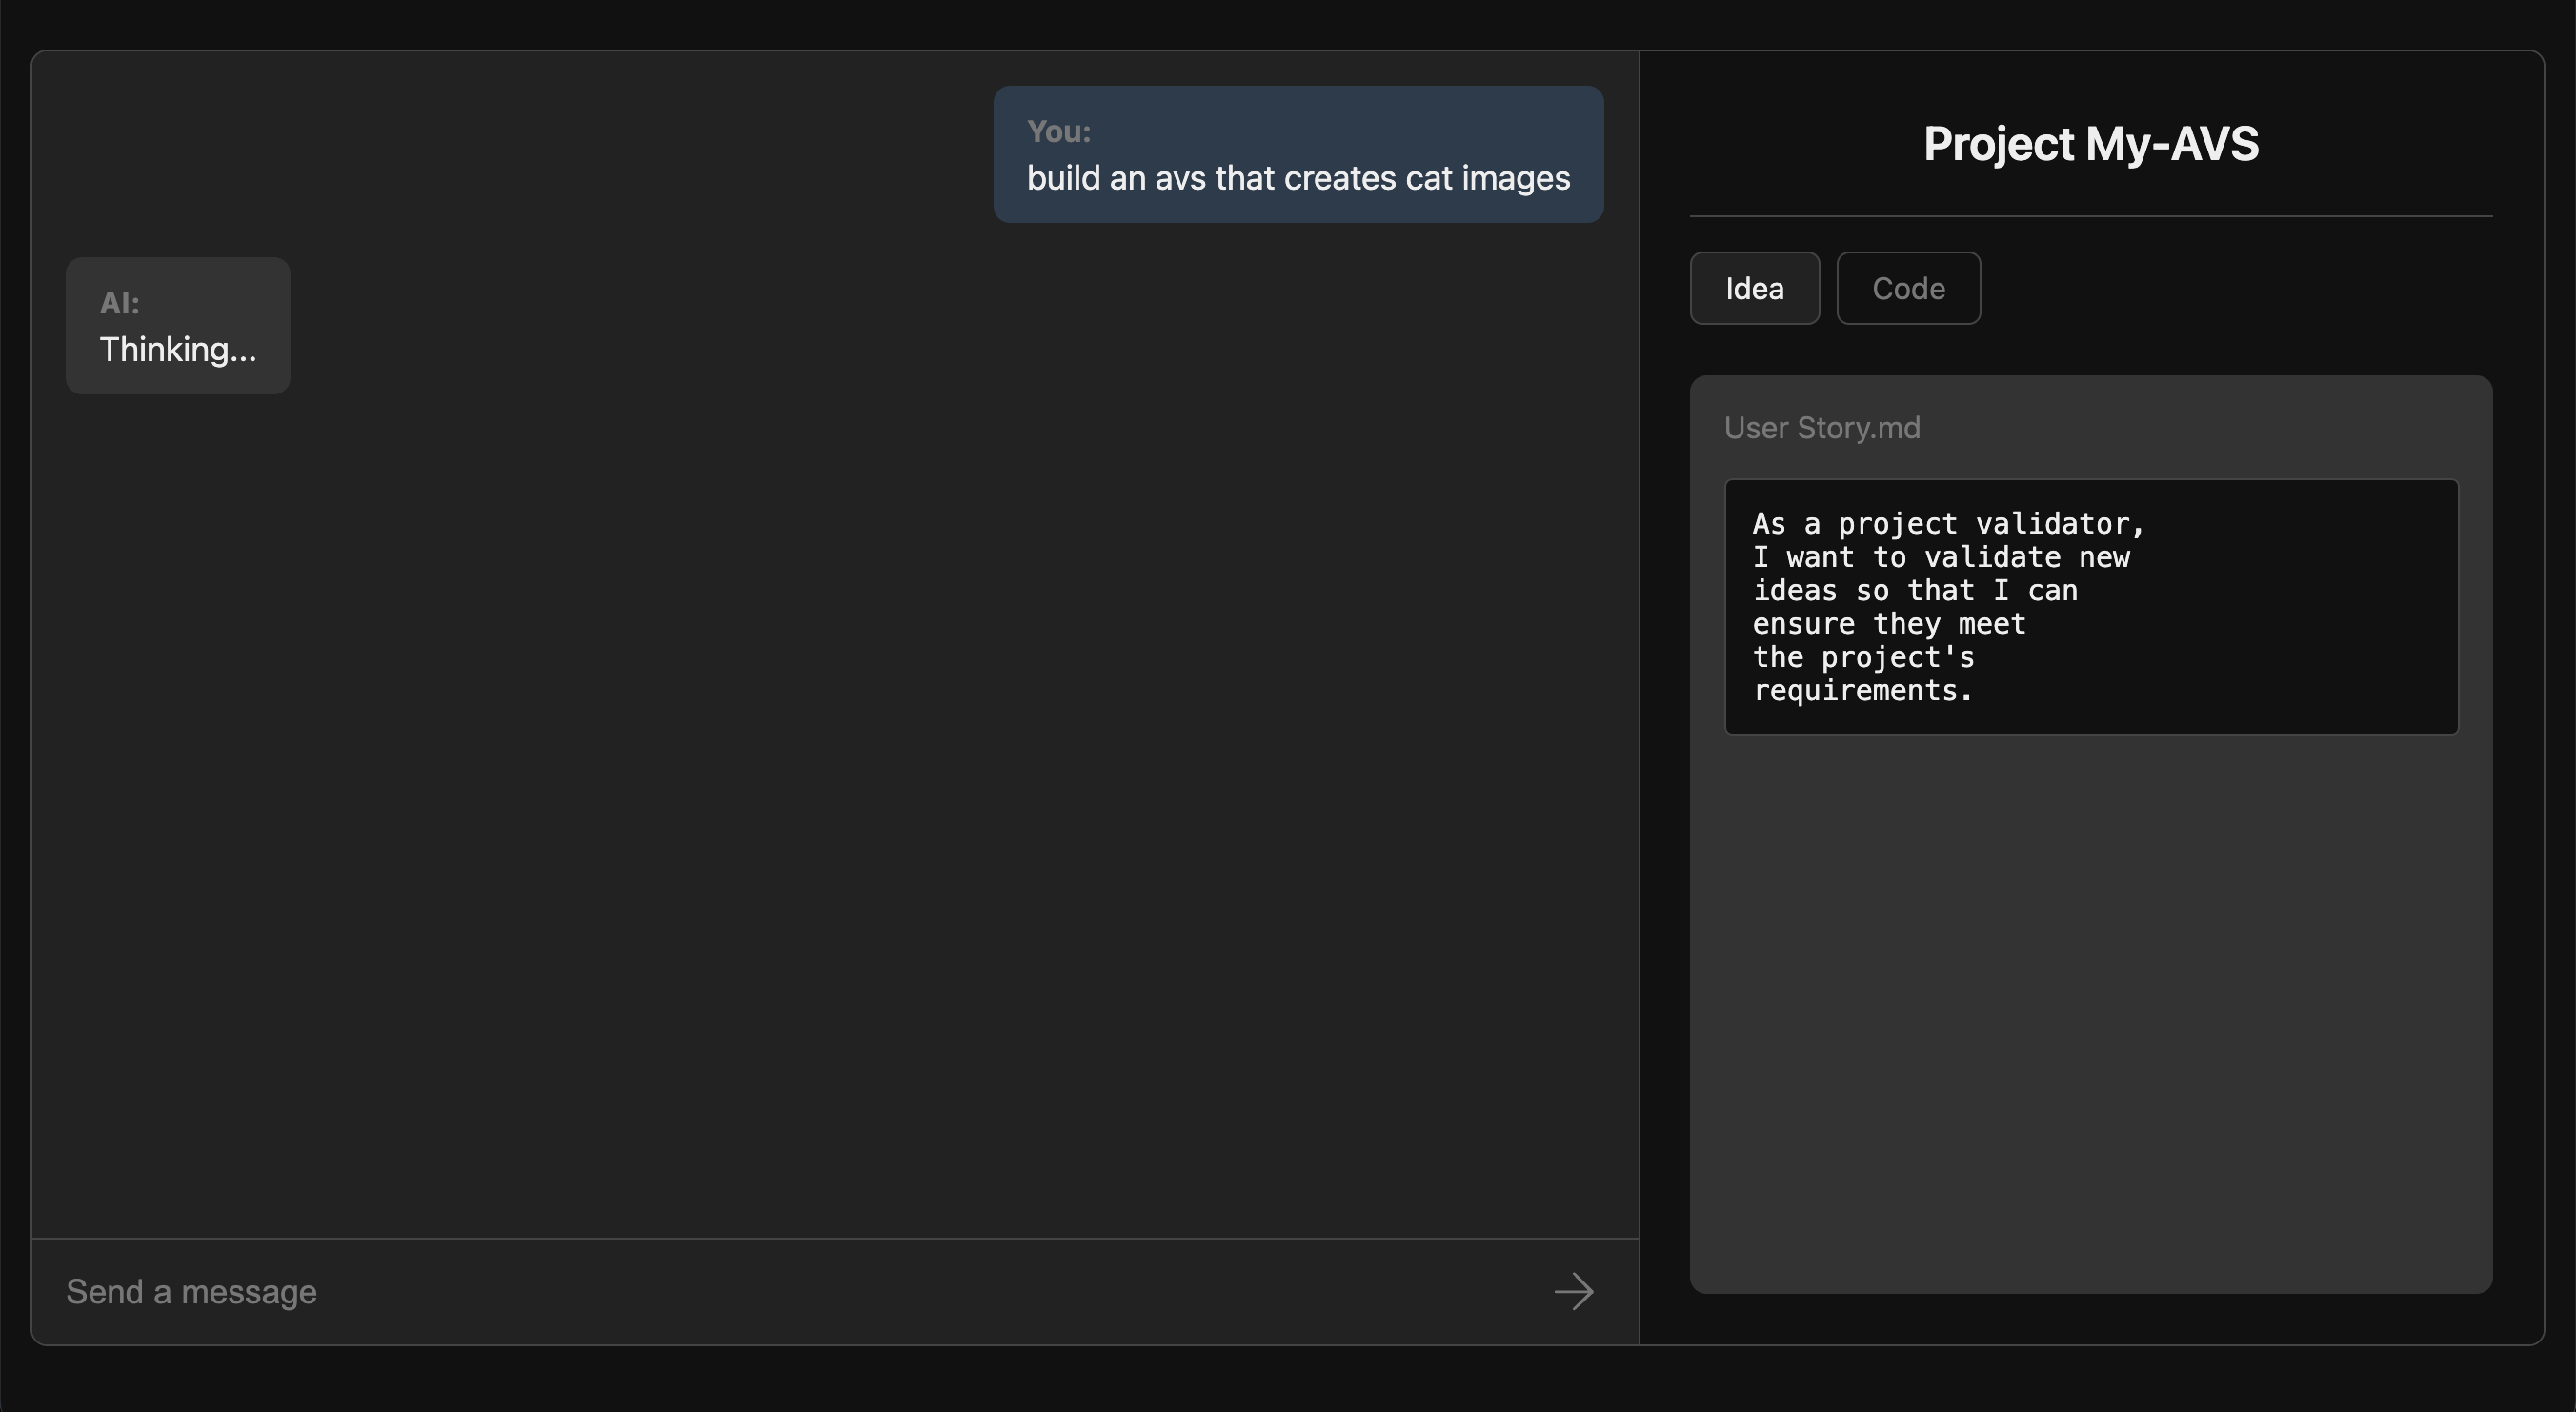 You:
build an avs that creates cat images
AI:
Thinking...
Send a message
Project My-AVS
Idea
Code
User Story.md
As a project validator,
I want to validate new
ideas so that I can
ensure they meet
the project's
requirements.